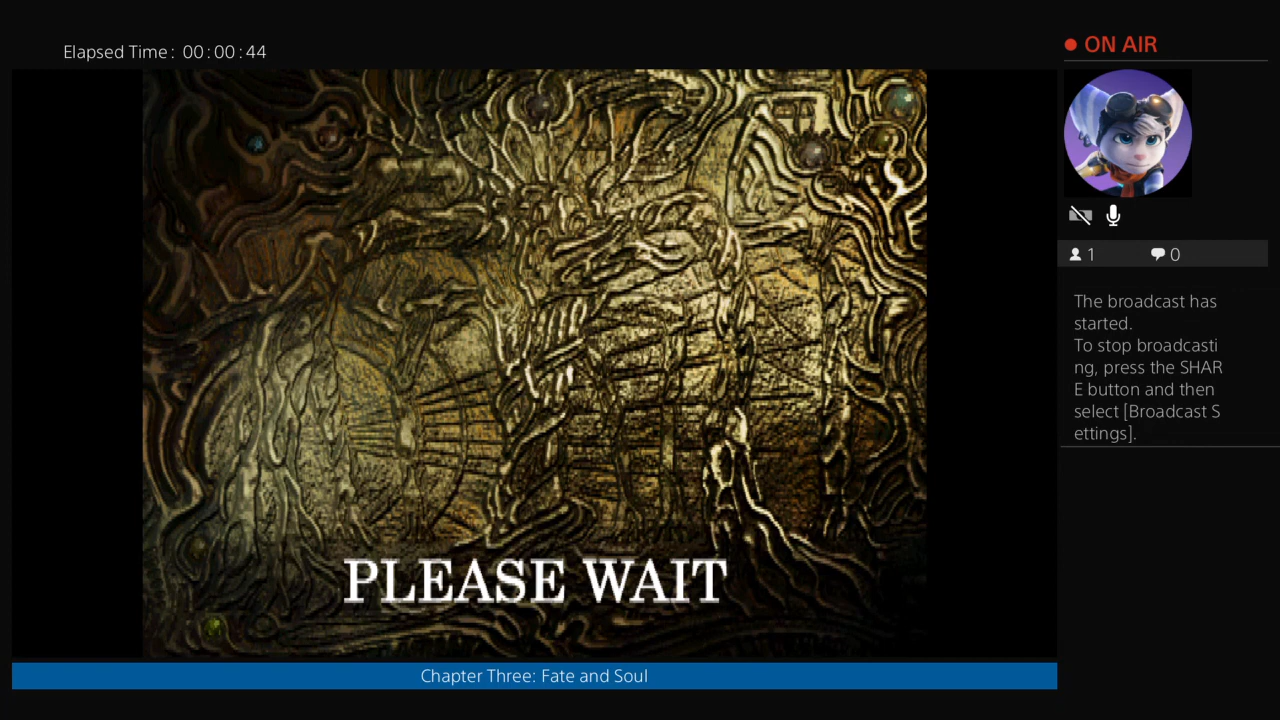 Elapsed Time: 00:00:44
ON AIR
1 0
The broadcast has
started.
To stop broadcasti
ng, press the SHAR
E button and then
select [Broadcast S
ettings].
PLEASE WAIT
Chapter Three: Fate and Soul